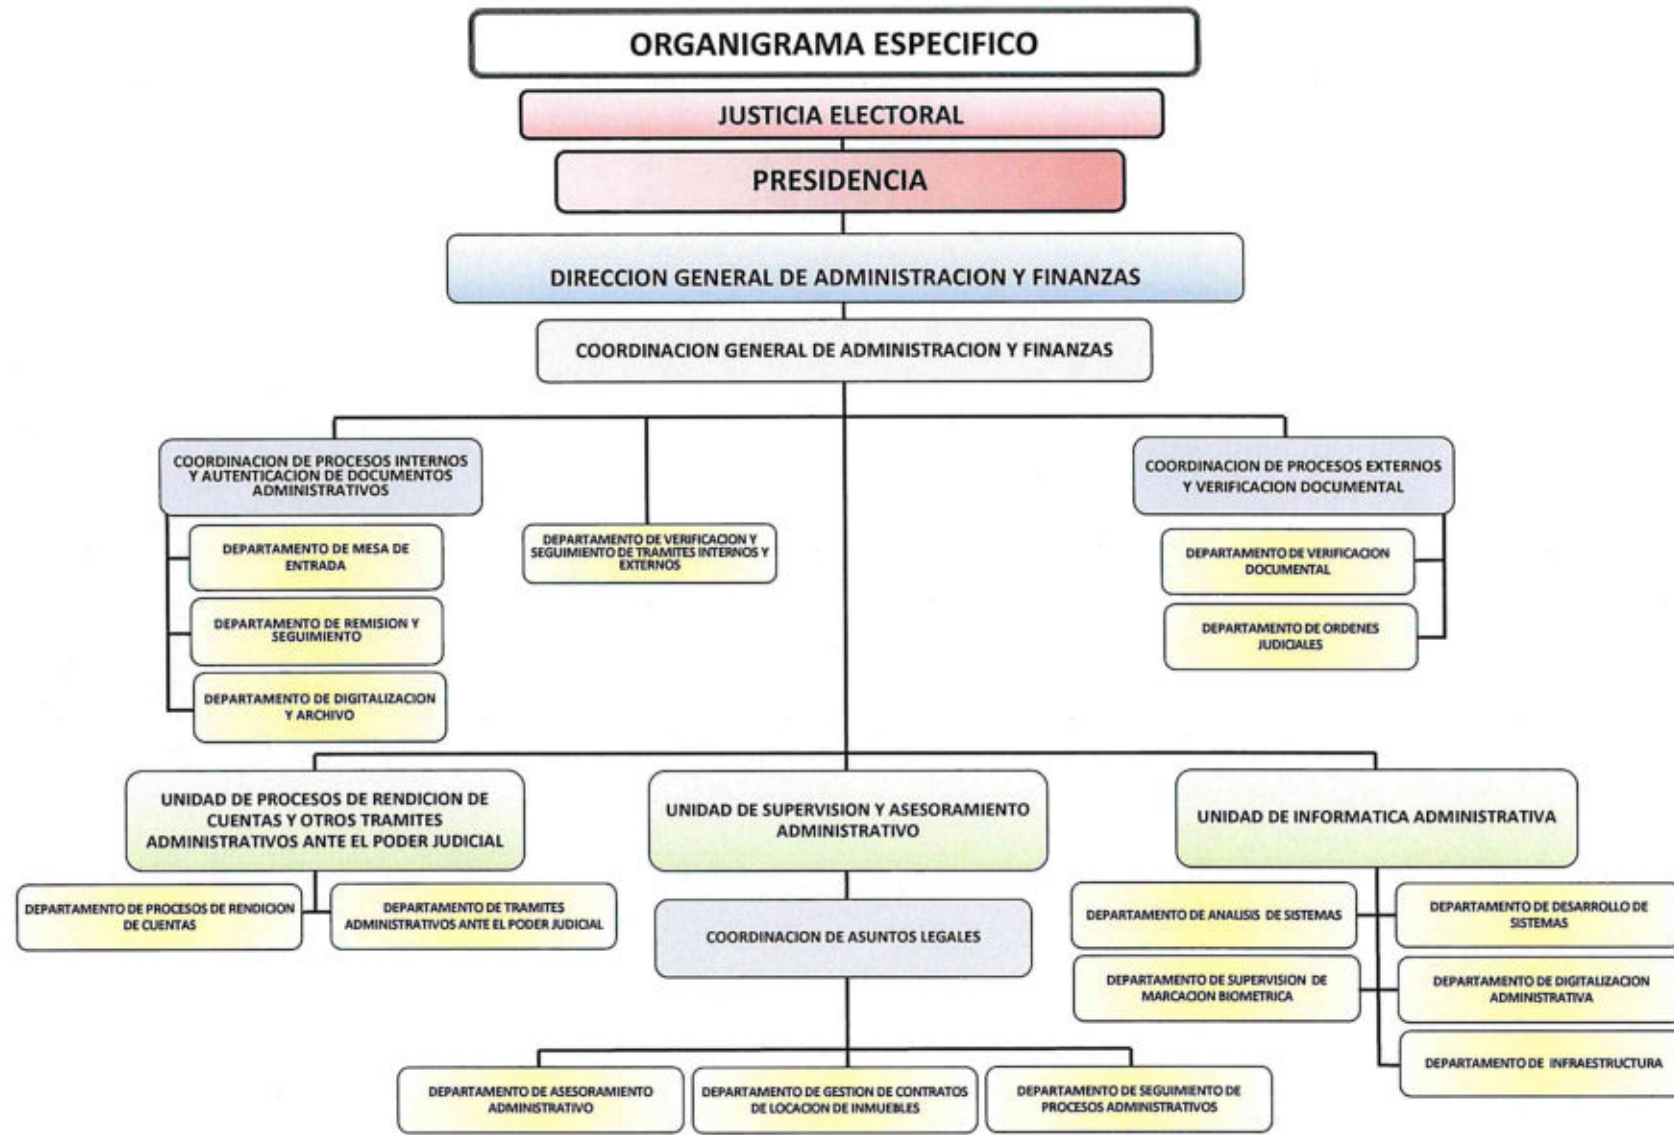 ORGANIGRAMA ESPECIFICO
JUSTICIA ELECTORAL
PRESIDENCIA
DIRECCION GENERAL DE ADMINISTRACION Y FINANZAS
COORDINACION GENERAL DE ADMINISTRACION Y FINANZAS
COORDINACION DE PROCESOS INTERNOS
Y AUTENTICACION DE DOCUMENTOS
ADMINISTRATIVOS
DEPARTAMENTO DE MESA DE
ENTRADA
DEPARTAMENTO DE REMISION Y
SEGUIMIENTO
DEPARTAMENTO DE DIGITALIZACION
Y ARCHIVO
DEPARTAMENTO DE VERIFICACION Y
SEGUIMIENTO DE TRAMITES INTERNOS Y
EXTERNOS
COORDINACION DE PROCESOS EXTERNOS
Y VERIFICACION DOCUMENTAL
DEPARTAMENTO DE VERIFICACION
DOCUMENTAL
DEPARTAMENTO DE ORDENES
JUDICIALES
UNIDAD DE PROCESOS DE RENDICION DE
CUENTAS Y OTROS TRAMITES
ADMINISTRATIVOS ANTE EL PODER JUDICIAL
DEPARTAMENTO DE PROCESOS DE RENDICION
DE CUENTAS
DEPARTAMENTO DE TRAMITES
ADMINISTRATIVOS ANTE EL PODER JUDICIAL
UNIDAD DE SUPERVISION Y ASESORAMIENTO
ADMINISTRATIVO
COORDINACION DE ASUNTOS LEGALES
DEPARTAMENTO DE ASESORAMIENTO
ADMINISTRATIVO
DEPARTAMENTO DE GESTION DE CONTRATOS
DE LOCACION DE INMUEBLES
DEPARTAMENTO DE SEGUIMIENTO DE
PROCESOS ADMINISTRATIVOS
UNIDAD DE INFORMATICA ADMINISTRATIVA
DEPARTAMENTO DE ANALISIS DE SISTEMAS
DEPARTAMENTO DE DESARROLLO DE
SISTEMAS
DEPARTAMENTO DE SUPERVISION DE
MARCACION BIOMETRICA
DEPARTAMENTO DE DIGITALIZACION
ADMINISTRATIVA
DEPARTAMENTO DE INFRAESTRUCTURA